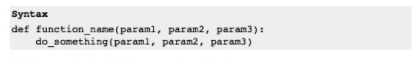 Syntax
def function_name(param1, param2, param3):
    do_something(param1, param2, param3)